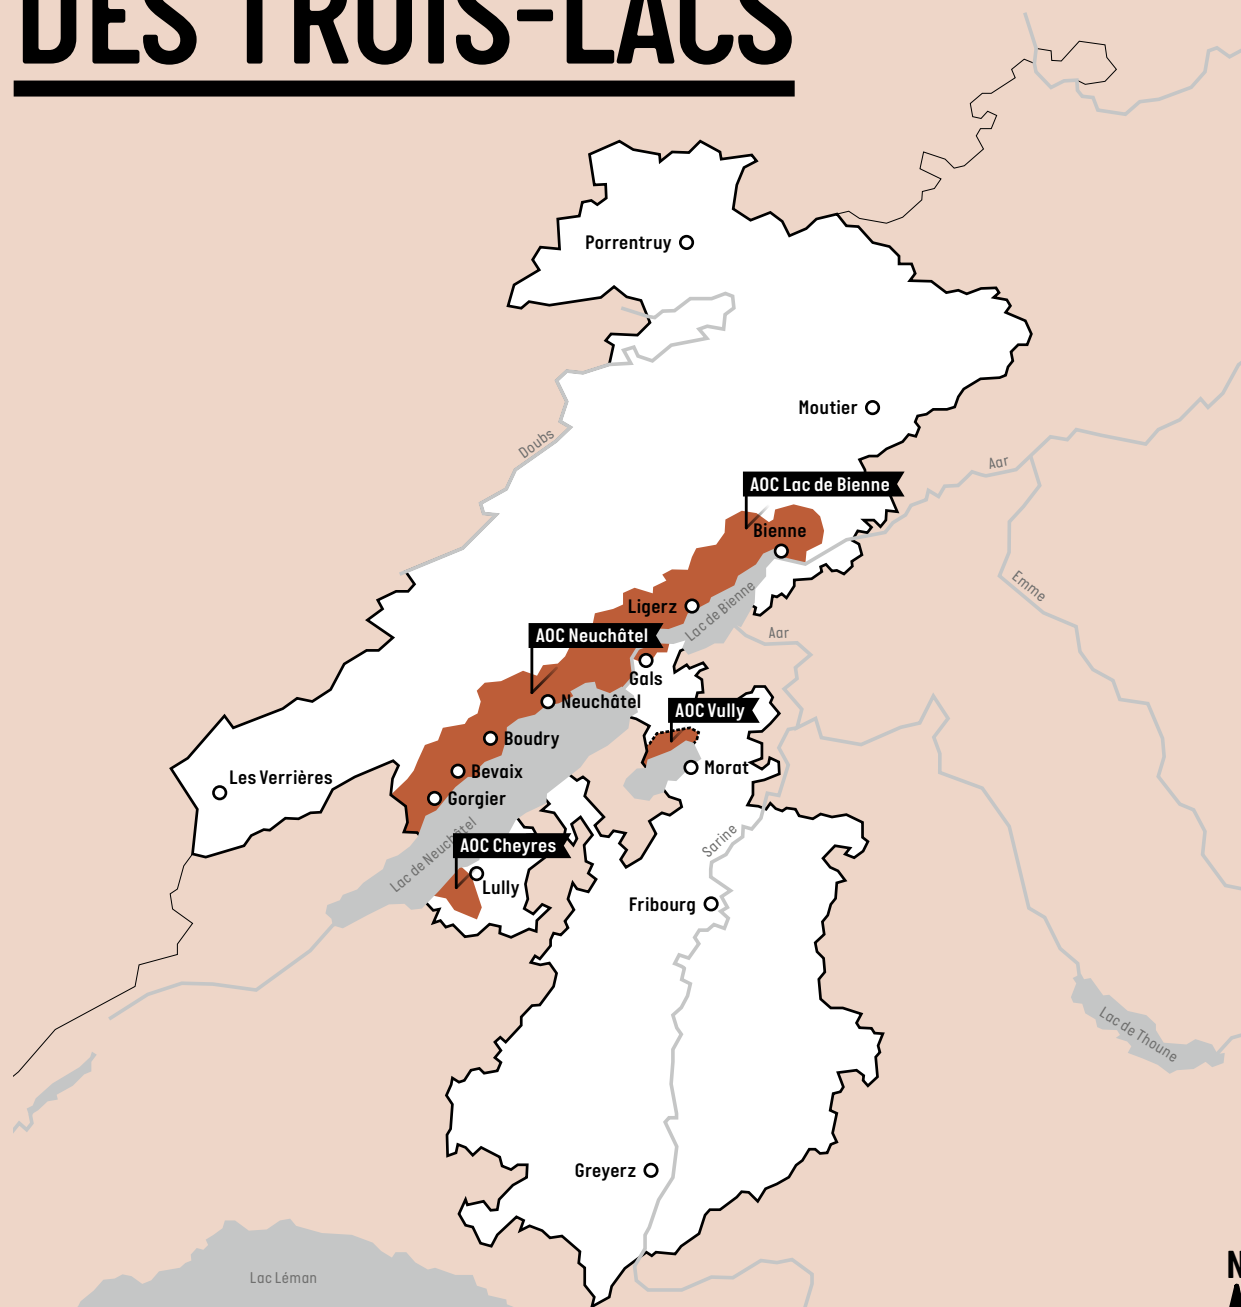 DES TROIS-LACS
Porrentruy
Moutier
Doubs
Aar
AOC Lac de Bienne
Bienne
Emme
Lac de Bienne
Ligerz
AOC Neuchâtel
Aar
Gals
Neuchâtel
AOC Vully
Boudry
Morat
Bevaix
Les Verrières
Gorgier
Lac de Neuchâtel
AOC Cheyres
Sarine
Lully
Fribourg
Lac de Thoune
Greyerz
Lac Léman